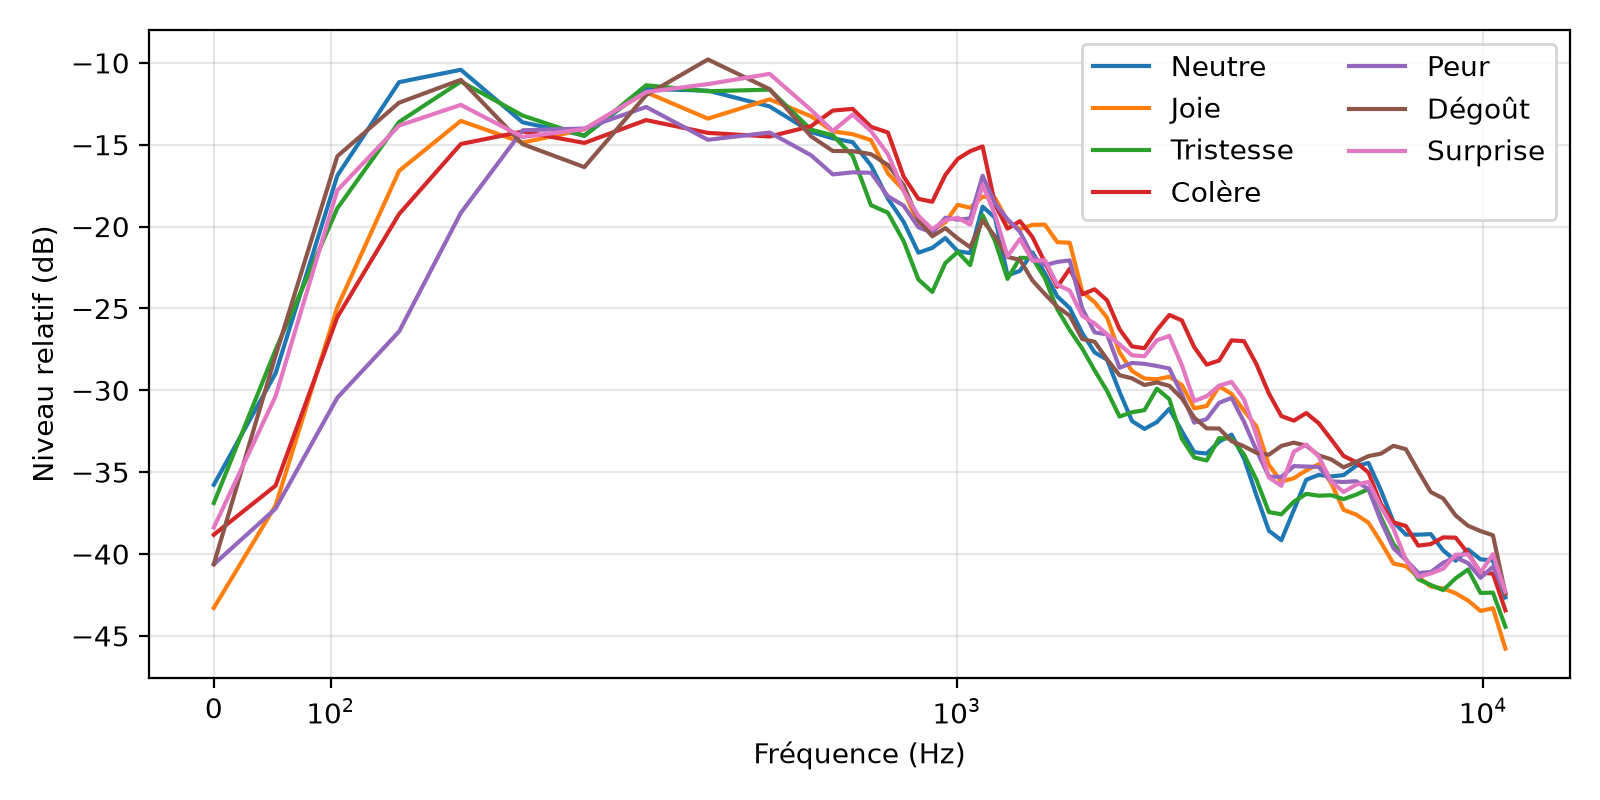 Niveau relatif (dB)
−10
−15
−20
−25
−30
−35
−40
−45
Neutre
Joie
Tristesse
Colère
Peur
Dégoût
Surprise
0
10²
10³
10⁴
Fréquence (Hz)